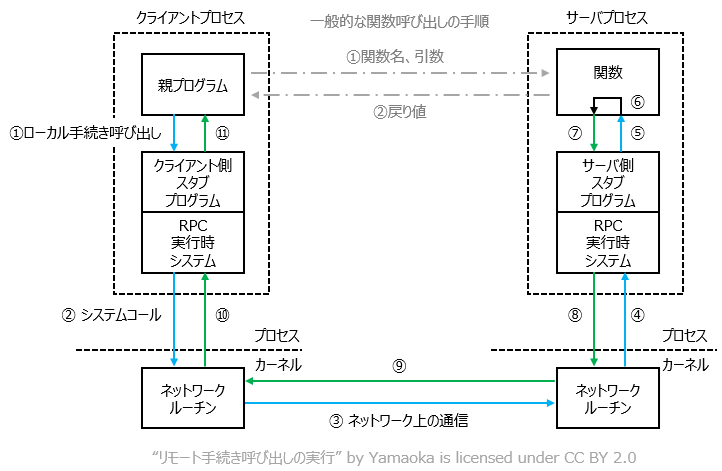 クライアントプロセス
一般的な関数呼び出しの手順
サーバプロセス
①関数名、引数
親プログラム
関数
⑥
②戻り値
①ローカル手続き呼び出し
⑪
⑦
⑤
クライアント側
スタブ
プログラム
サーバ側
スタブ
プログラム
RPC
実行時
システム
RPC
実行時
システム
② システムコール
⑩
⑧
④
プロセス
カーネル
プロセス
カーネル
⑨
ネットワーク
ルーチン
ネットワーク
ルーチン
③ ネットワーク上の通信
“リモート手続き呼び出しの実行” by Yamaoka is licensed under CC BY 2.0